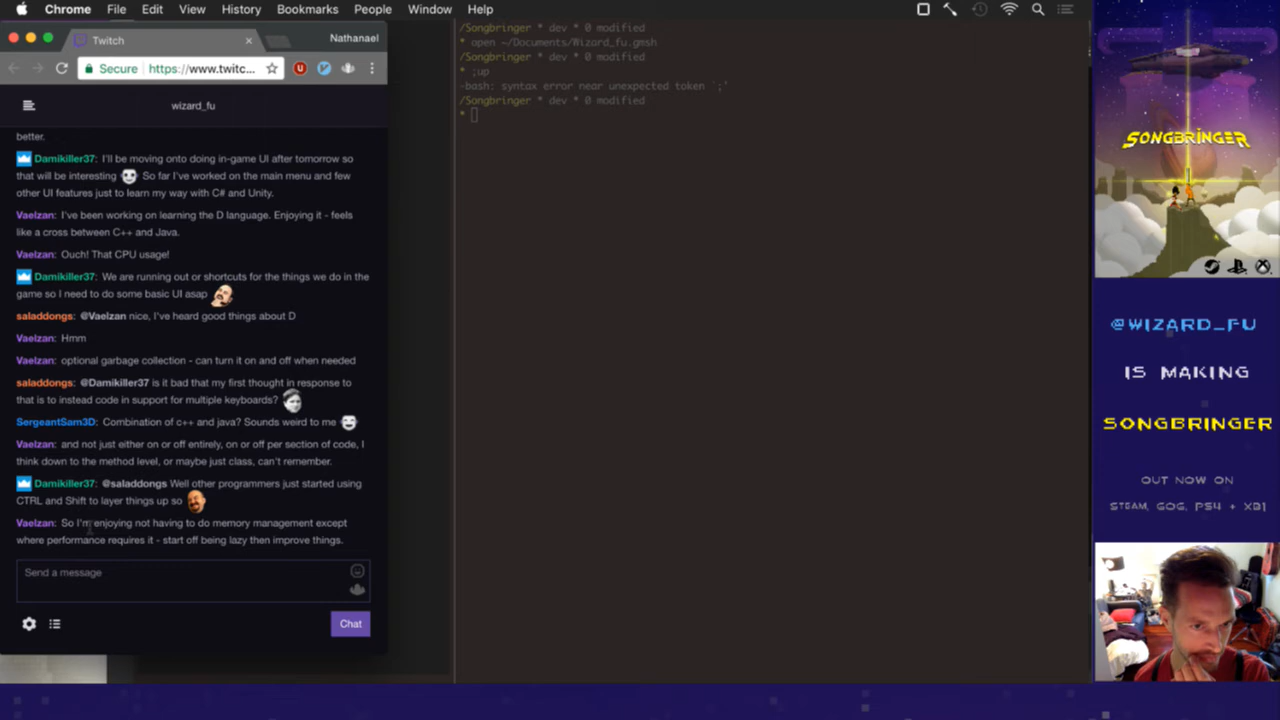 Chrome File Edit View History Bookmarks People Window Help
Twitch
Nathanael
Secure https://www.twitc...
wizard_fu
better.
Damikiller37: I'll be moving onto doing in-game UI after tomorrow so
that will be interesting So far I've worked on the main menu and few
other UI features just to learn my way with C# and Unity.
Vaelzan: I've been working on learning the D language. Enjoying it - feels
like a cross between C++ and Java.
Vaelzan: Ouch! That CPU usage!
Damikiller37: We are running out or shortcuts for the things we do in the
game so I need to do some basic UI asap
saladdongs: @Vaelzan nice, I've heard good things about D
Vaelzan: Hmm
Vaelzan: optional garbage collection - can turn it on and off when needed
saladdongs: @Damikiller37 is it bad that my first thought in response to
that is to instead code in support for multiple keyboards?
SergeantSam3D: Combination of c++ and java? Sounds weird to me
Vaelzan: and not just either on or off entirely, on or off per section of code, I
think down to the method level, or maybe just class, can't remember.
Damikiller37: @saladdongs Well other programmers just started using
CTRL and Shift to layer things up so
Vaelzan: So I'm enjoying not having to do memory management except
where performance requires it - start off being lazy then improve things.
Send a message
Chat
/Songbringer * dev * 0 modified
* open ~/Documents/Wizard_fu.gmsh
/Songbringer * dev * 0 modified
* ;up
-bash: syntax error near unexpected token `;'
/Songbringer * dev * 0 modified
*
SONGBRINGER
@WIZARD_FU
IS MAKING
SONGBRINGER
OUT NOW ON
STEAM, GOG, PS4 + XB1